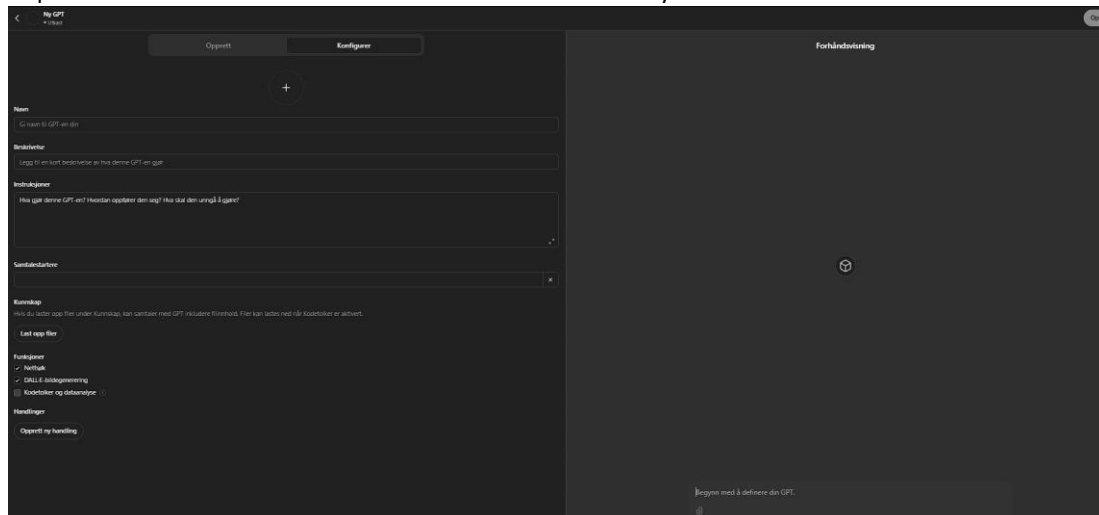 Ny GPT
• Utkast
Opprett
Konfigurer
Forhåndsvisning
Navn
Gi navn til GPT-en din
Beskrivelse
Legg til en kort beskrivelse av hva denne GPT-en gjør
Instruksjoner
Hva gjør denne GPT-en? Hvordan oppfører den seg? Hva skal den unngå å gjøre?
Samtalestartere
Kunnskap
Hvis du laster opp filer under Kunnskap, kan samtaler med GPT inkludere filinnhold. Filer kan lastes ned når Kodetolker er aktivert.
Last opp filer
Funksjoner
Nettsøk
DALL·E-bildegenerering
Kodetolker og dataanalyse
Handlinger
Opprett ny handling
Begynn med å definere din GPT.